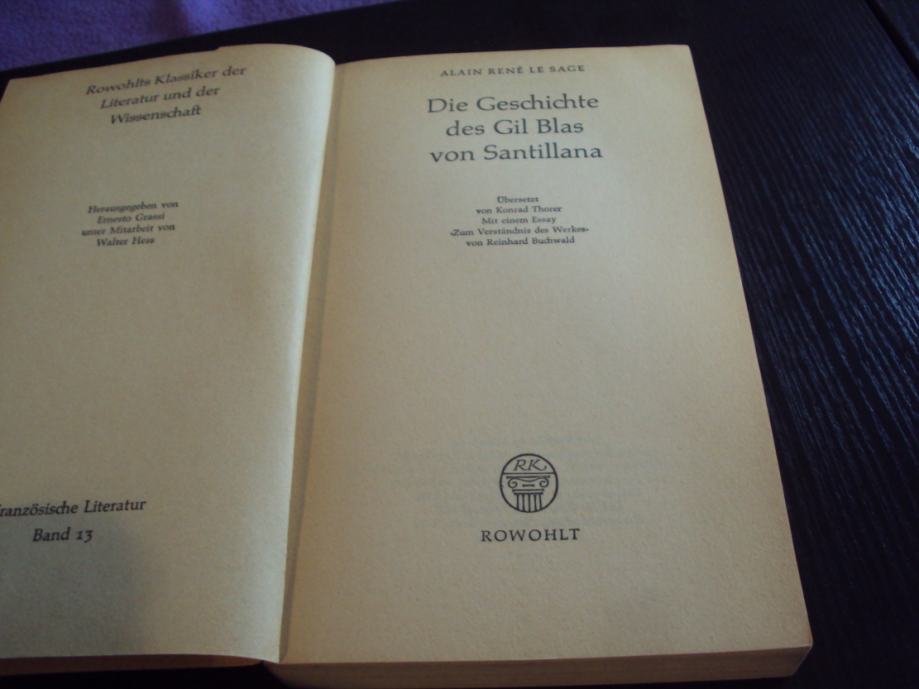 Rowohlts Klassiker der
Literatur und der
Wissenschaft
Herausgegeben von
Ernesto Grassi
unter Mitarbeit von
Walter Hess
ranzösische Literatur
Band 13
ALAIN RENÉ LE SAGE
Die Geschichte
des Gil Blas
von Santillana
Übersetzt
von Konrad Thorer
Mit einem Essay
«Zum Verständnis des Werkes»
von Reinhard Buchwald
RK
ROWOHLT